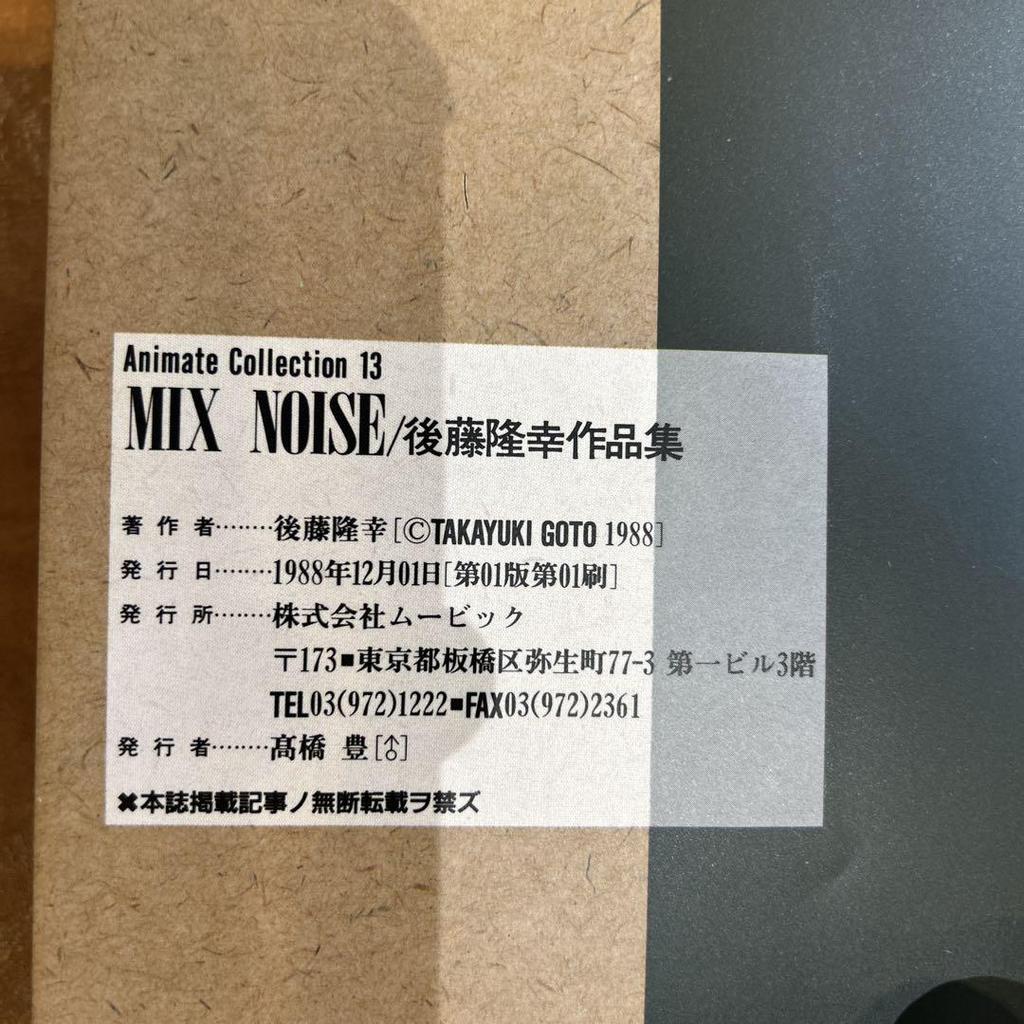 Animate Collection 13
MIX NOISE/後藤隆幸作品集
著作者………後藤隆幸[©TAKAYUKI GOTO 1988]
発行日………1988年12月01日[第01版第01刷]
発行所………株式会社ムービック
〒173■東京都板橋区弥生町77-3 第一ビル3階
TEL03(972)1222■FAX03(972)2361
発行者………髙橋 豊[♂]
✖本誌掲載記事ノ無断転載ヲ禁ズ